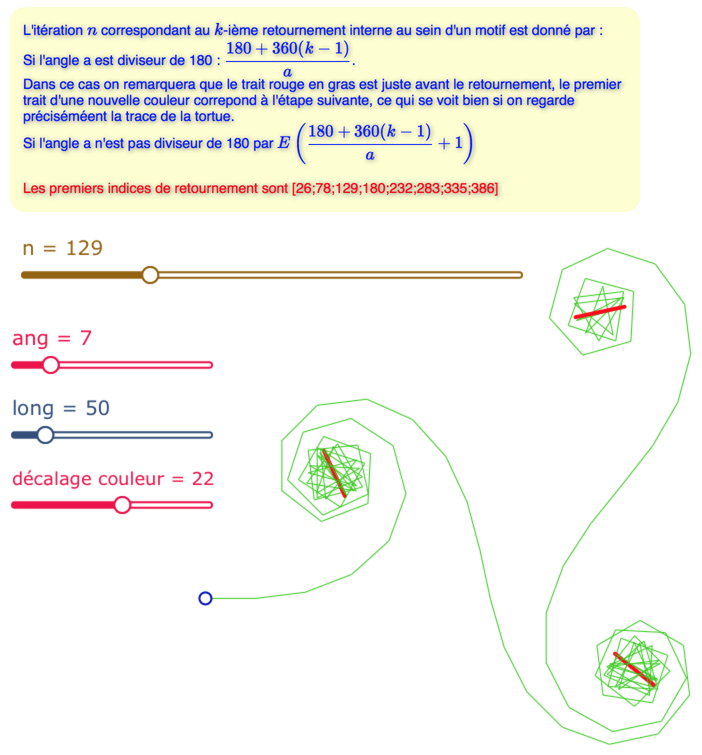 L'itération n correspondant au k-ième retournement interne au sein d'un motif est donné par :
Si l'angle a est diviseur de 180 : \frac{180 + 360(k − 1)}{a}.
Dans ce cas on remarquera que le trait rouge en gras est juste avant le retournement, le premier
trait d'une nouvelle couleur correpond à l'étape suivante, ce qui se voit bien si on regarde
préciséméent la trace de la tortue.
Si l'angle a n'est pas diviseur de 180 par E\left(\frac{180 + 360(k − 1)}{a} + 1\right)
Les premiers indices de retournement sont [26;78;129;180;232;283;335;386]
n = 129
ang = 7
long = 50
décalage couleur = 22